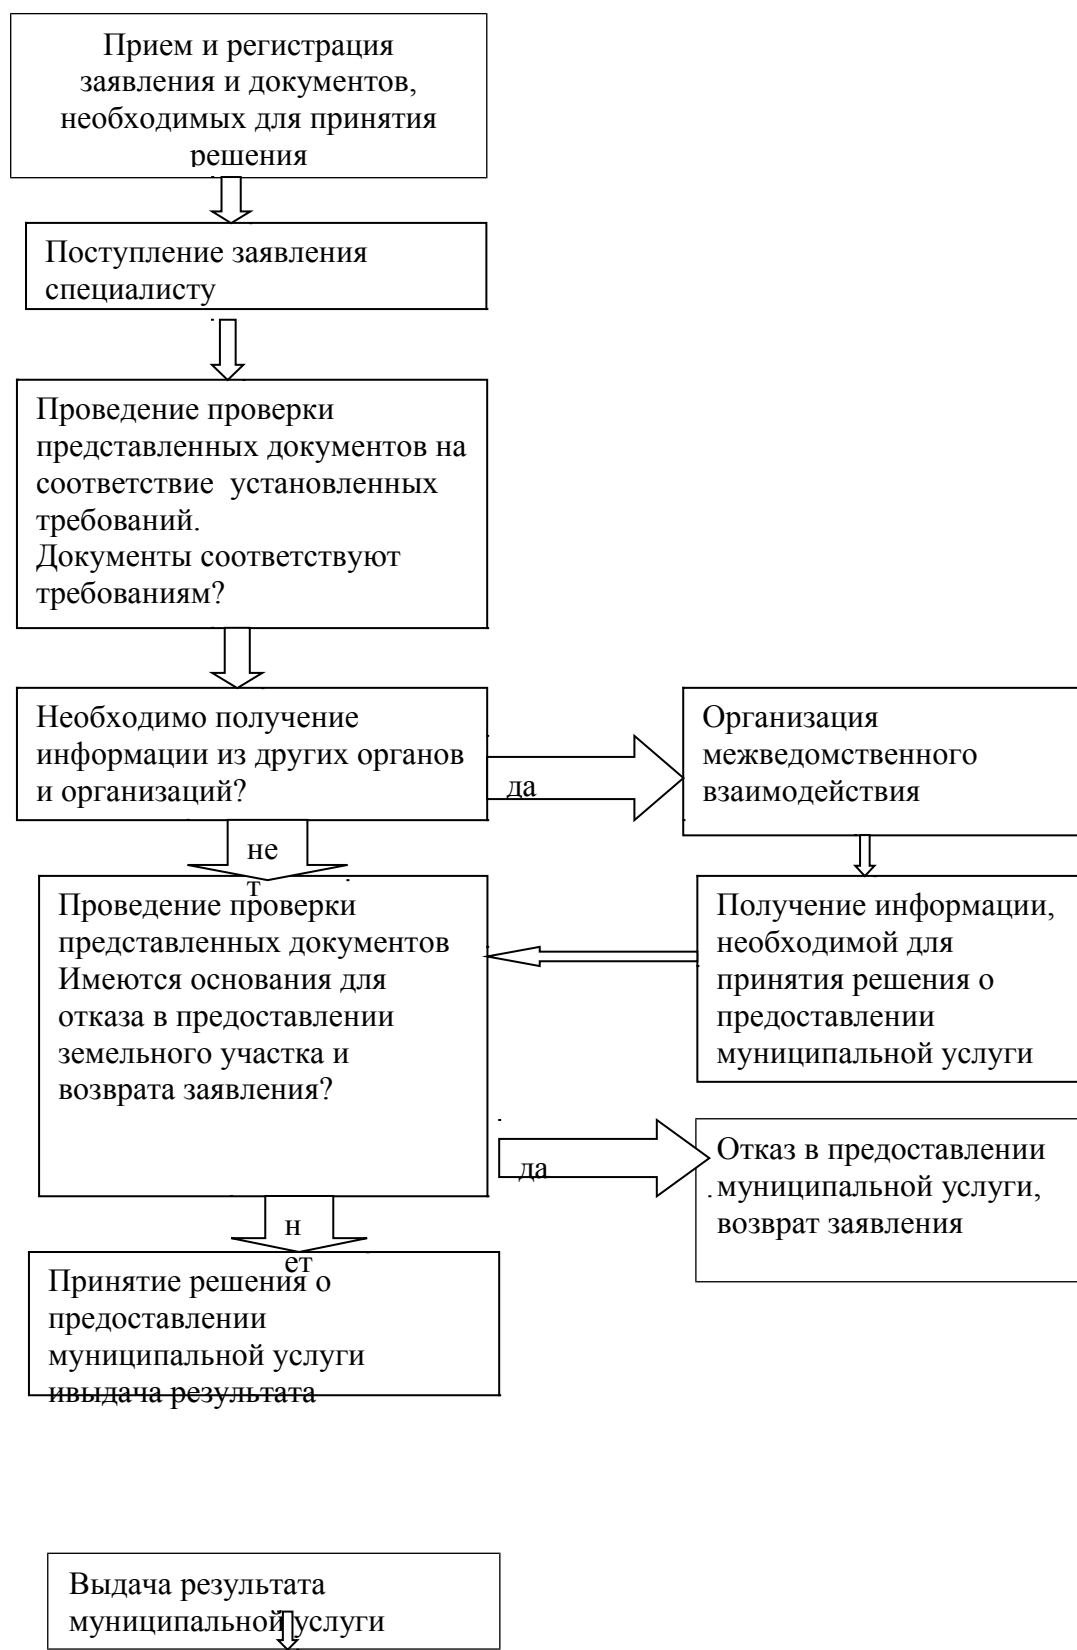 Прием и регистрация
заявления и документов,
необходимых для принятия
решения
Поступление заявления
специалисту
Проведение проверки
представленных документов на
соответствие  установленных
требований.
Документы соответствуют
требованиям?
Необходимо получение
информации из других органов
и организаций?
да
Организация
межведомственного
взаимодействия
не
т
Проведение проверки
представленных документов
Имеются основания для
отказа в предоставлении
земельного участка и
возврата заявления?
Получение информации,
необходимой для
принятия решения о
предоставлении
муниципальной услуги
да
Отказ в предоставлении
муниципальной услуги,
возврат заявления
н
ет
Принятие решения о
предоставлении
муниципальной услуги
ивыдача результата
Выдача результата
муниципальной услуги